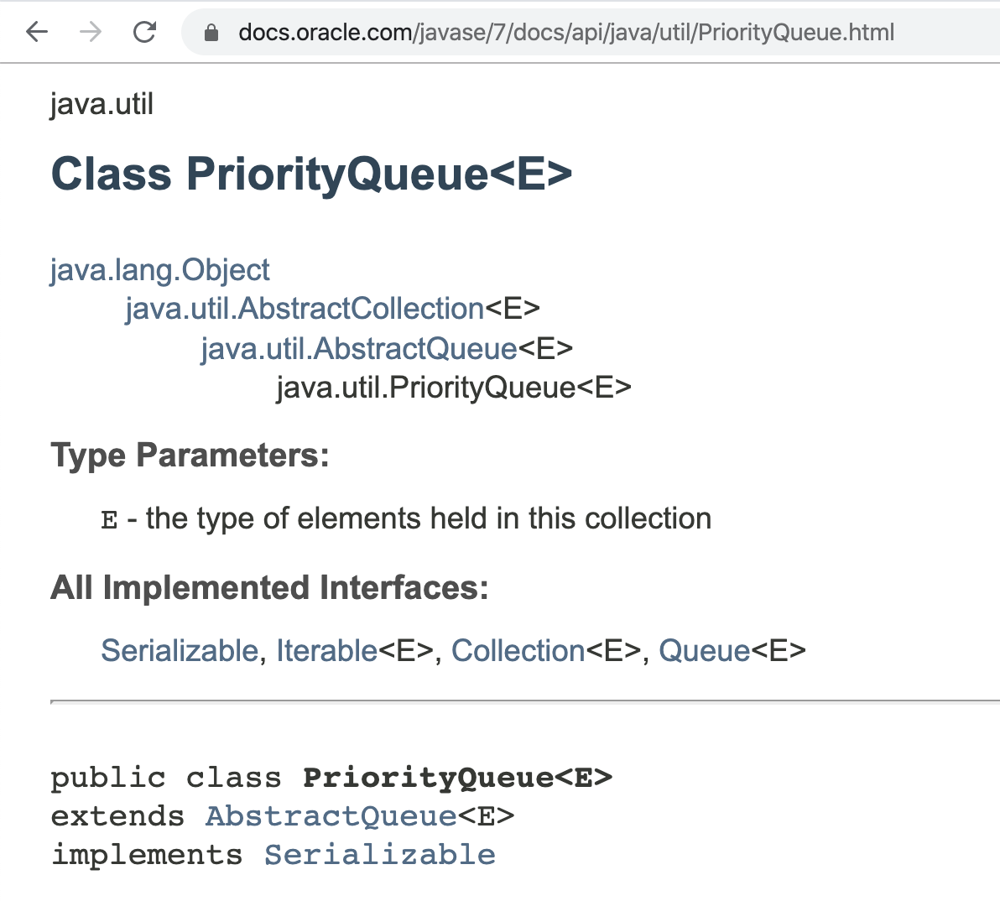 docs.oracle.com/javase/7/docs/api/java/util/PriorityQueue.html
java.util
Class PriorityQueue<E>
java.lang.Object
java.util.AbstractCollection<E>
java.util.AbstractQueue<E>
java.util.PriorityQueue<E>
Type Parameters:
E - the type of elements held in this collection
All Implemented Interfaces:
Serializable, Iterable<E>, Collection<E>, Queue<E>
public class PriorityQueue<E>
extends AbstractQueue<E>
implements Serializable